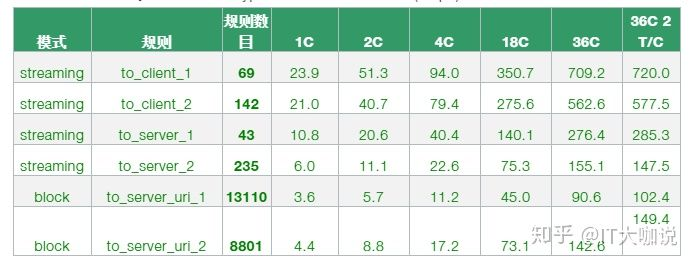 模式 规则 规则数目 1C 2C 4C 18C 36C 36C 2 T/C
streaming to_client_1 69 23.9 51.3 94.0 350.7 709.2 720.0
streaming to_client_2 142 21.0 40.7 79.4 275.6 562.6 577.5
streaming to_server_1 43 10.8 20.6 40.4 140.1 276.4 285.3
streaming to_server_2 235 6.0 11.1 22.6 75.3 155.1 147.5
block to_server_uri_1 13110 3.6 5.7 11.2 45.0 90.6 102.4
block to_server_uri_2 8801 4.4 8.8 17.2 73.1 142.6 149.4
知乎 @IT大咖说